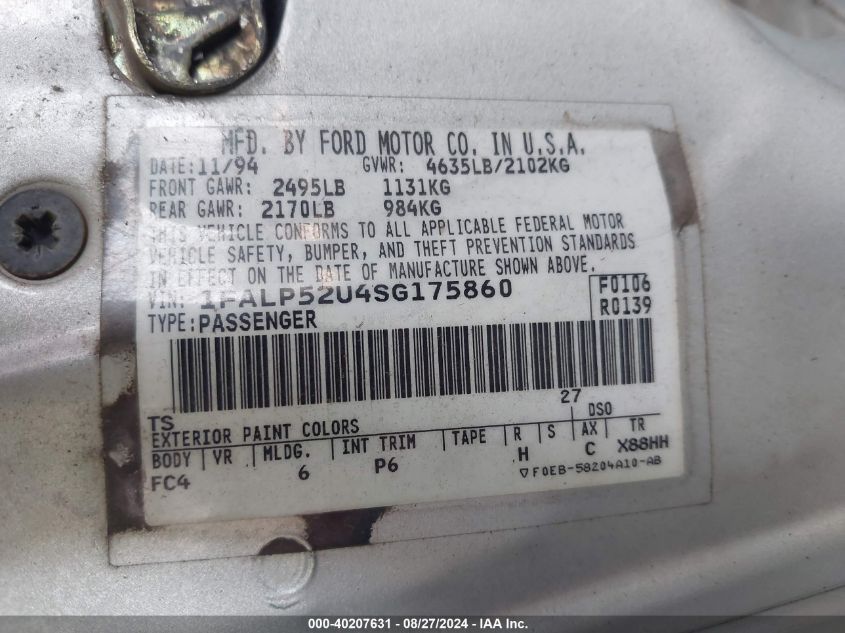 MFD. BY FORD MOTOR CO. IN U.S.A.
DATE: 11/94 GVWR: 4635LB/2102KG
FRONT GAWR: 2495LB 1131KG
REAR GAWR: 2170LB 984KG
THIS VEHICLE CONFORMS TO ALL APPLICABLE FEDERAL MOTOR
VEHICLE SAFETY, BUMPER, AND THEFT PREVENTION STANDARDS
IN EFFECT ON THE DATE OF MANUFACTURE SHOWN ABOVE.
VIN: 1FALP52U4SG175860 F0106
TYPE: PASSENGER R0139
27
TS DSO
EXTERIOR PAINT COLORS
BODY VR MLDG. INT TRIM TAPE R S AX TR
FC4 6 P6 H C X88HH
▽F0EB-58204A10-AB
000-40207631 - 08/27/2024 - IAAI.com.